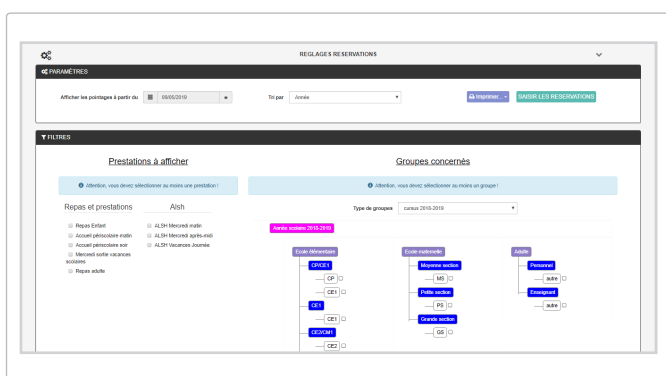 REGLAGES RESERVATIONS
PARAMÈTRES
Afficher les pointages à partir du 09/05/2019 Tri par Année Imprimer... SAISIR LES RESERVATIONS
FILTRES
Prestations à afficher
Groupes concernés
Attention, vous devez sélectionner au moins une prestation !
Attention, vous devez sélectionner au moins un groupe !
Repas et prestations
Alsh
Type de groupes cursus 2018-2019
Repas Enfant
Accueil périscolaire matin
Accueil périscolaire soir
Mercredi sortie vacances
scolaires
Repas adulte
ALSH Mercredi matin
ALSH Mercredi après-midi
ALSH Vacances Journée
Année scolaire 2018-2019
Ecole élémentaire
CP/CE1
CP
CE1
CE1
CE1
CE2/CM1
CE2
Ecole maternelle
Moyenne section
MS
Petite section
PS
Grande section
GS
Adulte
Personnel
autre
Enseignant
autre